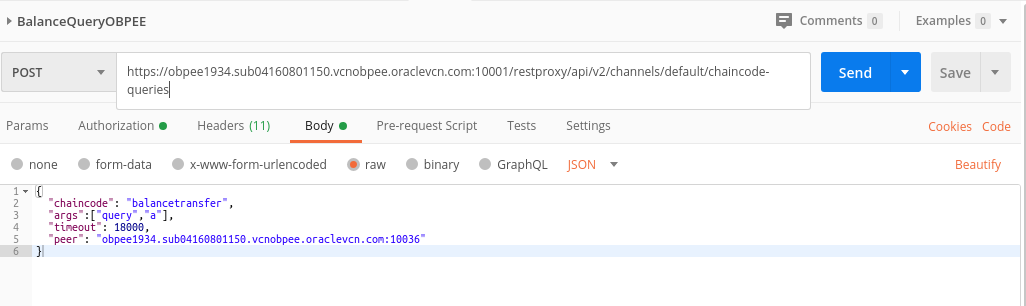 BalanceQueryOBPEE
Comments 0 Examples 0
POST https://obpee1934.sub04160801150.vcnobpee.oraclevcn.com:10001/restproxy/api/v2/channels/default/chaincode-
queries
Send Save
Params Authorization Headers (11) Body Pre-request Script Tests Settings Cookies Code
none form-data x-www-form-urlencoded raw binary GraphQL JSON Beautify
1 {
2 "chaincode": "balancetransfer",
3 "args":["query","a"],
4 "timeout": 18000,
5 "peer": "obpee1934.sub04160801150.vcnobpee.oraclevcn.com:10036"
6 }